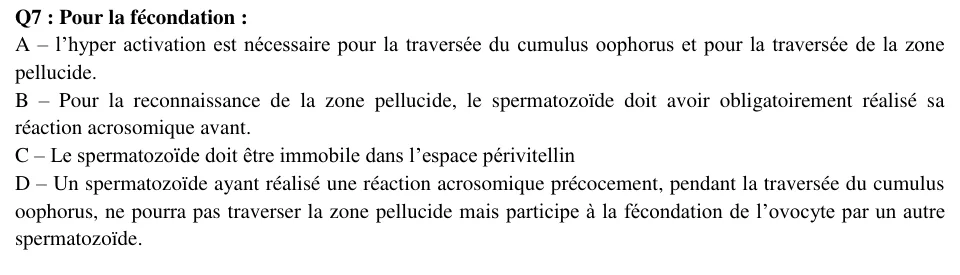 Q7 : Pour la fécondation :
A – l’hyper activation est nécessaire pour la traversée du cumulus oophorus et pour la traversée de la zone
pellucide.
B – Pour la reconnaissance de la zone pellucide, le spermatozoïde doit avoir obligatoirement réalisé sa
réaction acrosomique avant.
C – Le spermatozoïde doit être immobile dans l’espace périvitellin
D – Un spermatozoïde ayant réalisé une réaction acrosomique précocement, pendant la traversée du cumulus
oophorus, ne pourra pas traverser la zone pellucide mais participe à la fécondation de l’ovocyte par un autre
spermatozoïde.